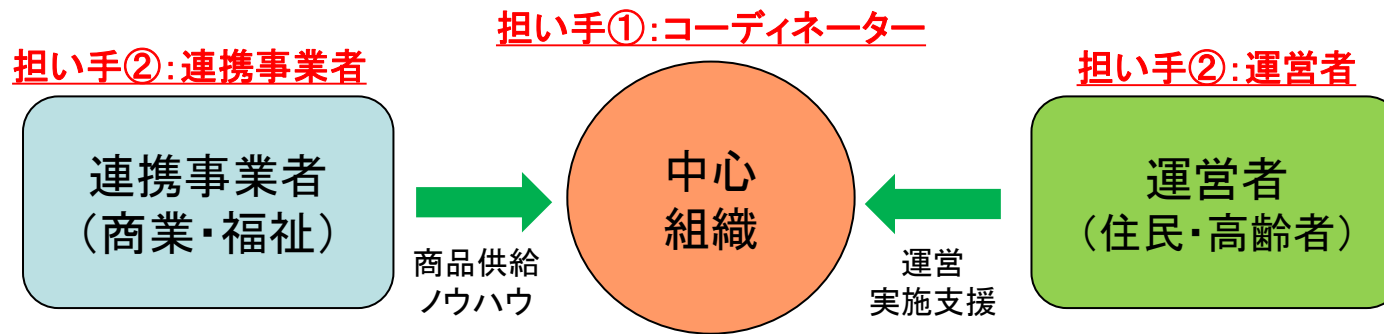 担い手①：コーディネーター
担い手②：連携事業者
担い手②：運営者
連携事業者
（商業・福祉）
商品供給
ノウハウ
中心
組織
運営
実施支援
運営者
（住民・高齢者）